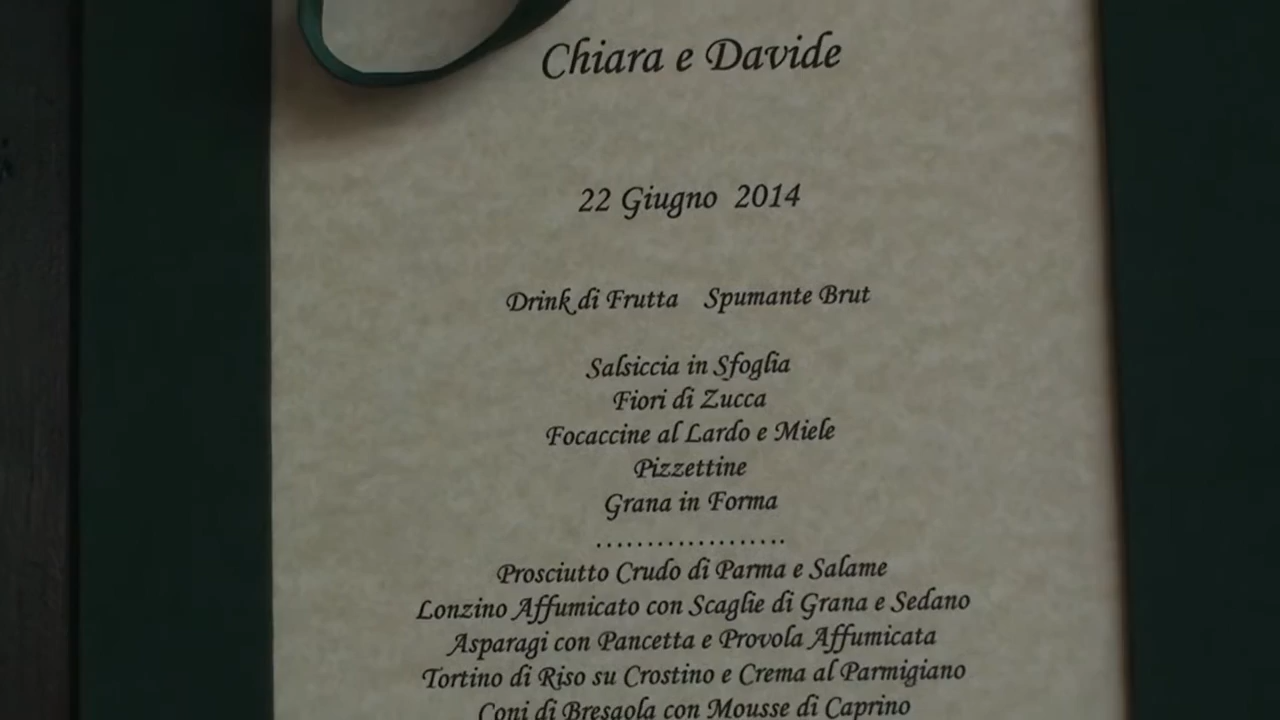 Chiara e Davide
22 Giugno 2014
Drink di Frutta Spumante Brut
Salsiccia in Sfoglia
Fiori di Zucca
Focaccine al Lardo e Miele
Pizzettine
Grana in Forma
...................
Prosciutto Crudo di Parma e Salame
Lonzino Affumicato con Scaglie di Grana e Sedano
Asparagi con Pancetta e Provola Affumicata
Tortino di Riso su Crostino e Crema al Parmigiano
Coni di Bresaola con Mousse di Caprino